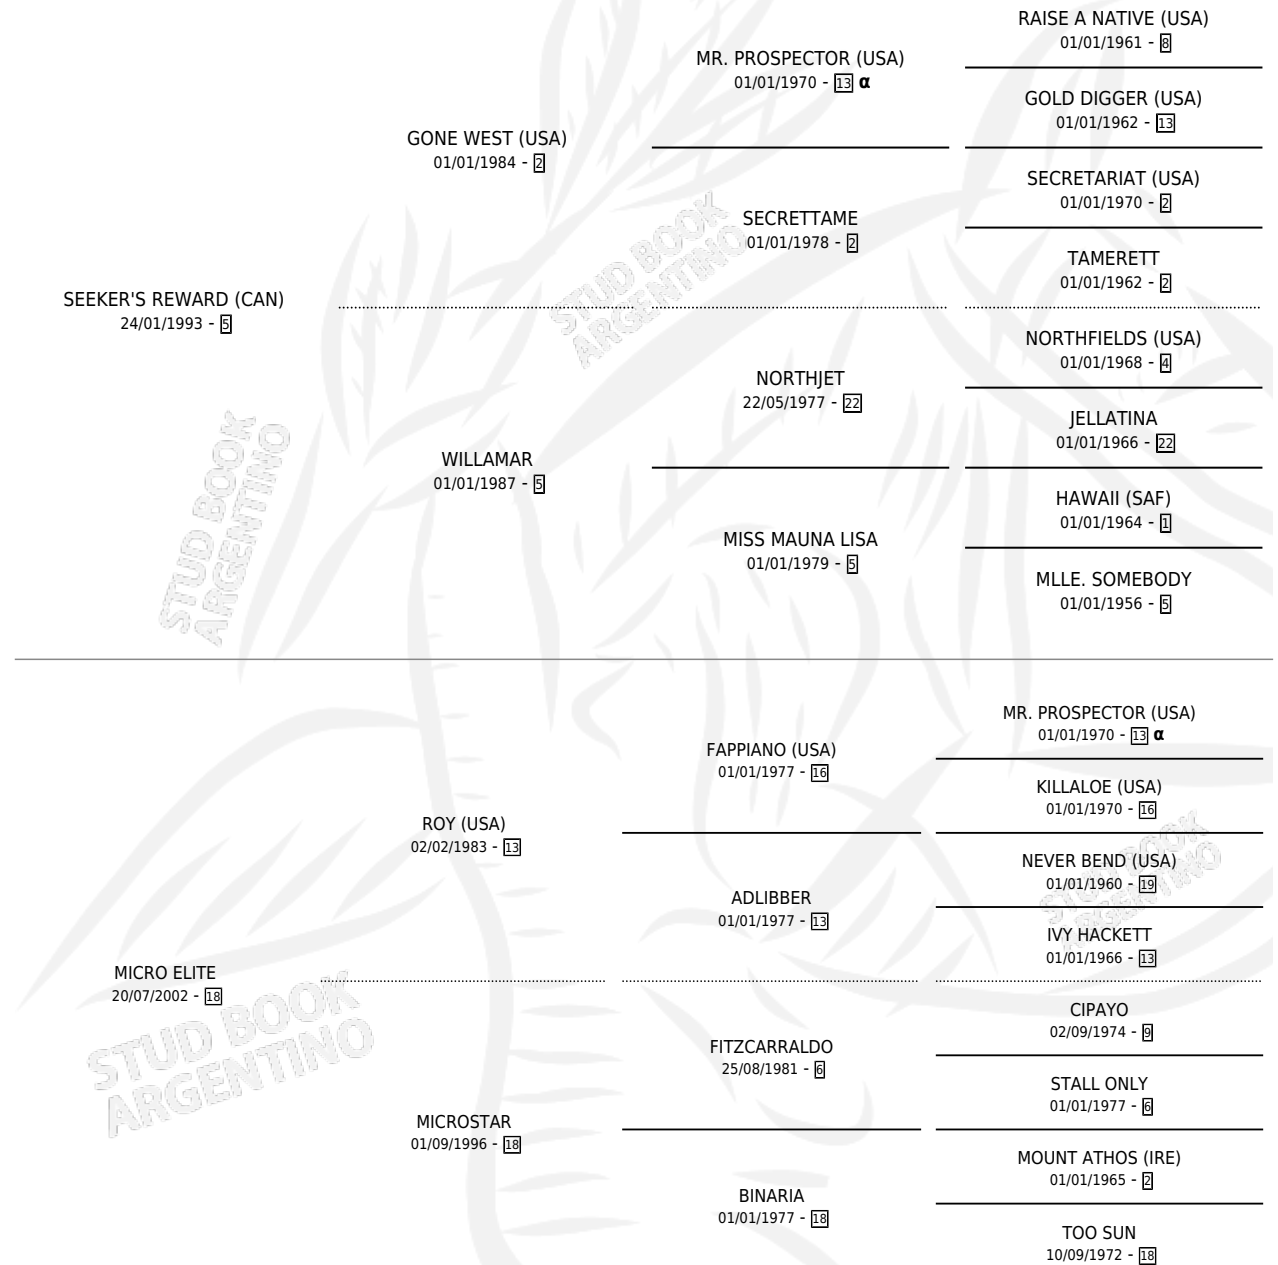 RAISE A NATIVE (USA)
01/01/1961 - 8
MR. PROSPECTOR (USA)
01/01/1970 - 13 α
GOLD DIGGER (USA)
01/01/1962 - 13
GONE WEST (USA)
01/01/1984 - 2
SECRETARIAT (USA)
01/01/1970 - 2
SECRETTAME
01/01/1978 - 2
TAMERETT
01/01/1962 - 2
SEEKER'S REWARD (CAN)
24/01/1993 - 5
STUD BOOK
ARGENTINO
NORTHFIELDS (USA)
01/01/1968 - 4
NORTHJET
22/05/1977 - 22
JELLATINA
01/01/1966 - 22
WILLAMAR
01/01/1987 - 5
HAWAII (SAF)
01/01/1964 - 1
MISS MAUNA LISA
01/01/1979 - 5
MLLE. SOMEBODY
01/01/1956 - 5
STUD BOOK
ARGENTINO
MR. PROSPECTOR (USA)
01/01/1970 - 13 α
FAPPIANO (USA)
01/01/1977 - 16
KILLALOE (USA)
01/01/1970 - 16
ROY (USA)
02/02/1983 - 13
NEVER BEND (USA)
01/01/1960 - 19
ADLIBBER
01/01/1977 - 13
IVY HACKETT
01/01/1966 - 13
STUD BOOK
ARGENTINO
MICRO ELITE
20/07/2002 - 18
CIPAYO
02/09/1974 - 9
FITZCARRALDO
25/08/1981 - 6
STALL ONLY
01/01/1977 - 6
STUD BOOK
ARGENTINO
MICROSTAR
01/09/1996 - 18
MOUNT ATHOS (IRE)
01/01/1965 - 2
BINARIA
01/01/1977 - 18
TOO SUN
10/09/1972 - 18